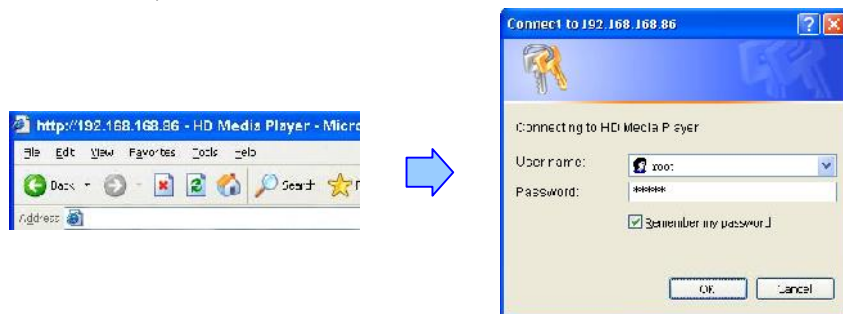 http://192.168.168.86 - HD Media Player - Micro
File Edit View Favorites Tools Help
Back Search
Address
Connect to 192.168.168.86
Connecting to HD Media Player
User name: root
Password: ******
Remember my password
OK Cancel